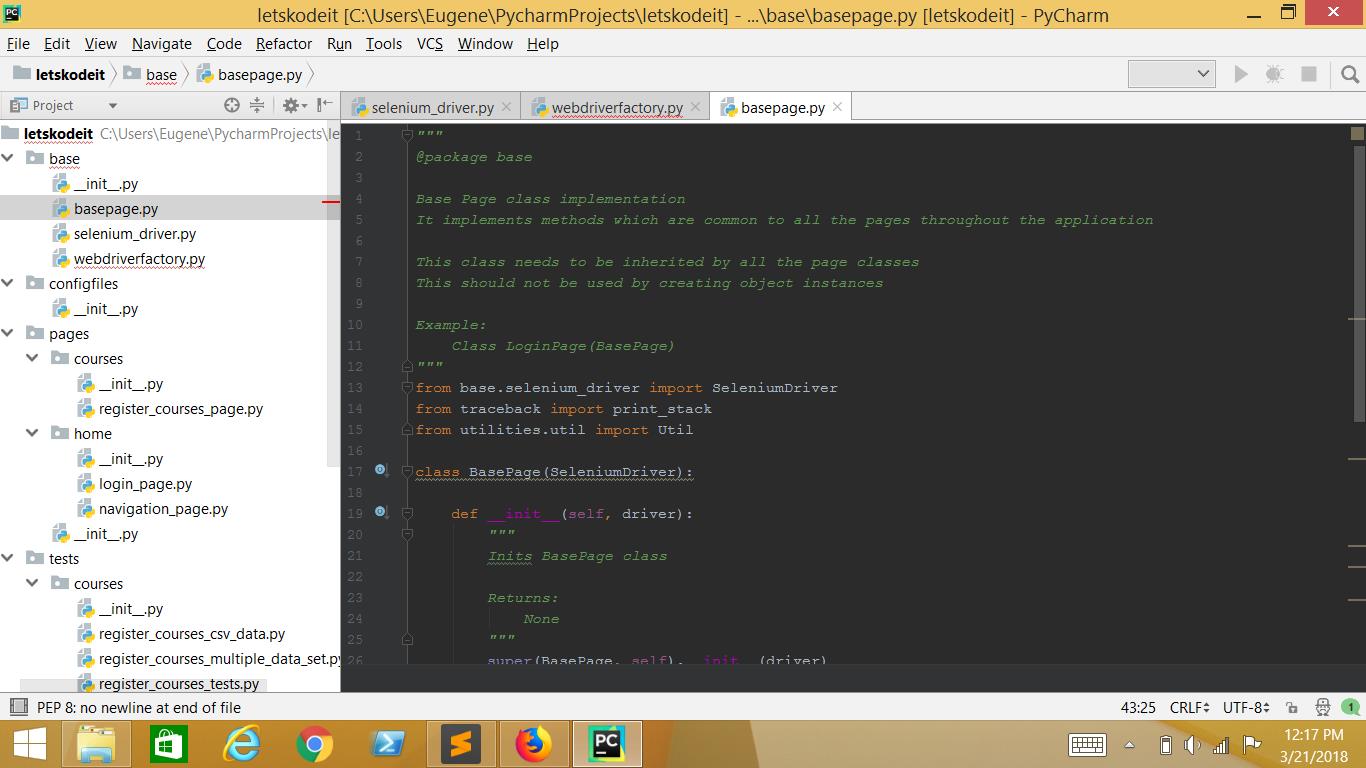 letskodeit [C:\Users\Eugene\PycharmProjects\letskodeit] - ...\base\basepage.py [letskodeit] - PyCharm
File Edit View Navigate Code Refactor Run Tools VCS Window Help
letskodeit base basepage.py
Project
selenium_driver.py webdriverfactory.py basepage.py
letskodeit C:\Users\Eugene\PycharmProjects\le
base
__init__.py
basepage.py
selenium_driver.py
webdriverfactory.py
configfiles
__init__.py
pages
courses
__init__.py
register_courses_page.py
home
__init__.py
login_page.py
navigation_page.py
__init__.py
tests
courses
__init__.py
register_courses_csv_data.py
register_courses_multiple_data_set.py
register_courses_tests.py
1 """
2 @package base
3
4 Base Page class implementation
5 It implements methods which are common to all the pages throughout the application
6
7 This class needs to be inherited by all the page classes
8 This should not be used by creating object instances
9
10 Example:
11 Class LoginPage(BasePage)
12 """
13 from base.selenium_driver import SeleniumDriver
14 from traceback import print_stack
15 from utilities.util import Util
16
17 class BasePage(SeleniumDriver):
18
19 def __init__(self, driver):
20 """
21 Inits BasePage class
22
23 Returns:
24 None
25 """
26 super(BasePage, self).__init__(driver)
PEP 8: no newline at end of file 43:25 CRLF UTF-8 1
PC
12:17 PM
3/21/2018